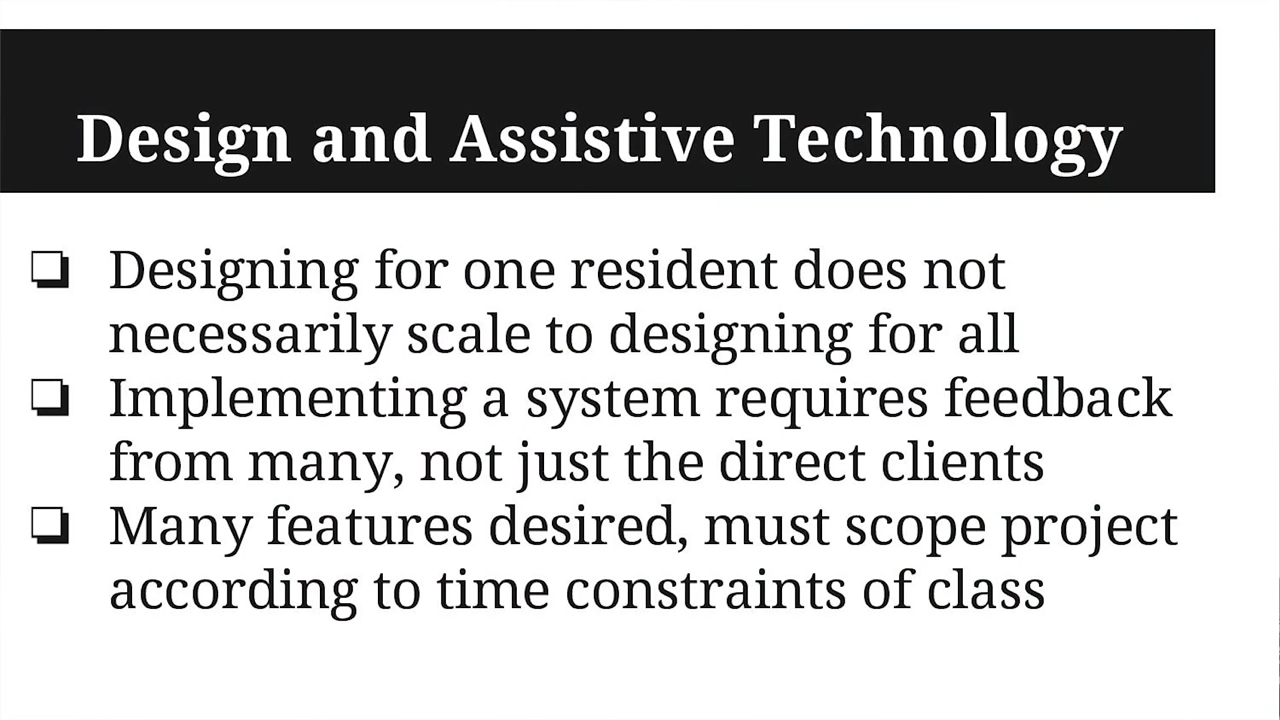 Design and Assistive Technology
❏ Designing for one resident does not
necessarily scale to designing for all
❏ Implementing a system requires feedback
from many, not just the direct clients
❏ Many features desired, must scope project
according to time constraints of class